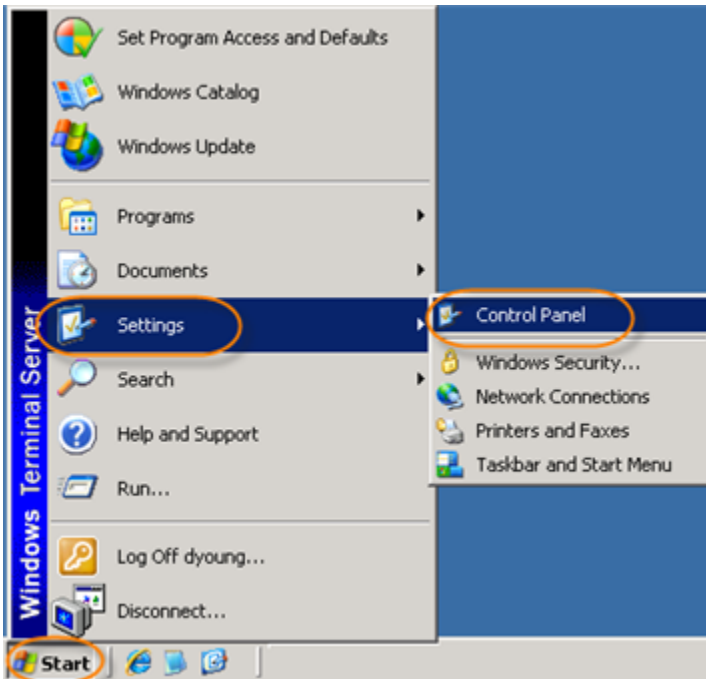 Set Program Access and Defaults
Windows Catalog
Windows Update
Programs
Documents
Settings
Search
Help and Support
Run...
Log Off dyoung...
Disconnect...
Control Panel
Windows Security...
Network Connections
Printers and Faxes
Taskbar and Start Menu
Windows Terminal Server
Start